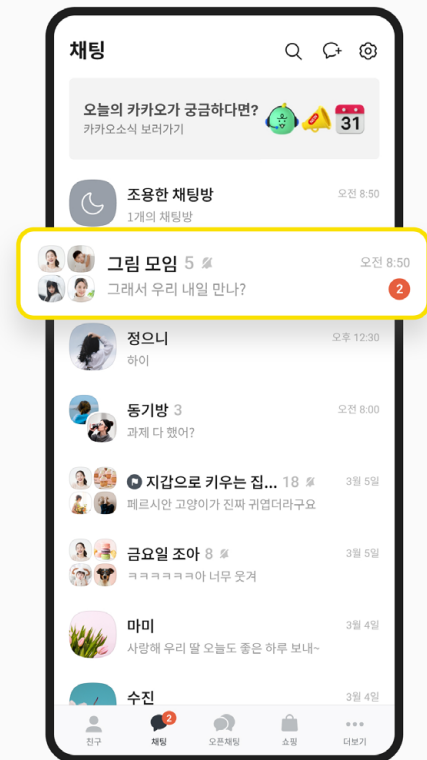 채팅
오늘의 카카오가 궁금하다면?
카카오소식 보러가기
31
조용한 채팅방 오전 8:50
1개의 채팅방
그림 모임 5 오전 8:50
그래서 우리 내일 만나? 2
정으니 오후 12:30
하이
동기방 3 오전 8:00
과제 다 했어?
지갑으로 키우는 집... 18 3월 5일
페르시안 고양이가 진짜 귀엽더라구요
금요일 조아 8 3월 5일
ㅋㅋㅋㅋㅋㅋ아 너무 웃겨
마미 3월 4일
사랑해 우리 딸 오늘도 좋은 하루 보내~
수진 3월 4일
2
친구 채팅 오픈채팅 쇼핑 더보기